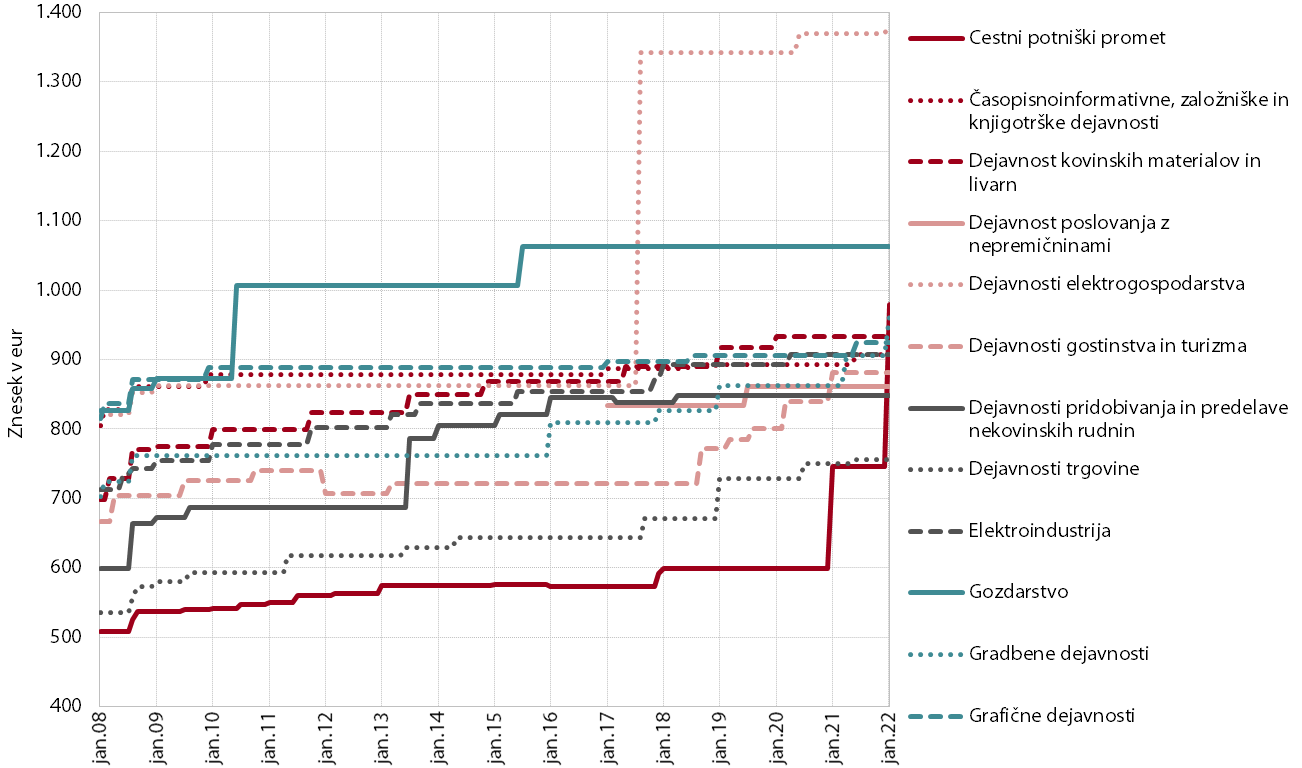 1.400
1.300
1.200
1.100
1.000
900
800
700
600
500
400
Znesek v eur
jan.08
jan.09
jan.10
jan.11
jan.12
jan.13
jan.14
jan.15
jan.16
jan.17
jan.18
jan.19
jan.20
jan.21
jan.22
Cestni potniški promet
Časopisnoinformativne, založniške in
knjigotrške dejavnosti
Dejavnost kovinskih materialov in
livarn
Dejavnost poslovanja z
nepremičninami
Dejavnosti elektrogospodarstva
Dejavnosti gostinstva in turizma
Dejavnosti pridobivanja in predelave
nekovinskih rudnin
Dejavnosti trgovine
Elektroindustrija
Gozdarstvo
Gradbene dejavnosti
Grafične dejavnosti